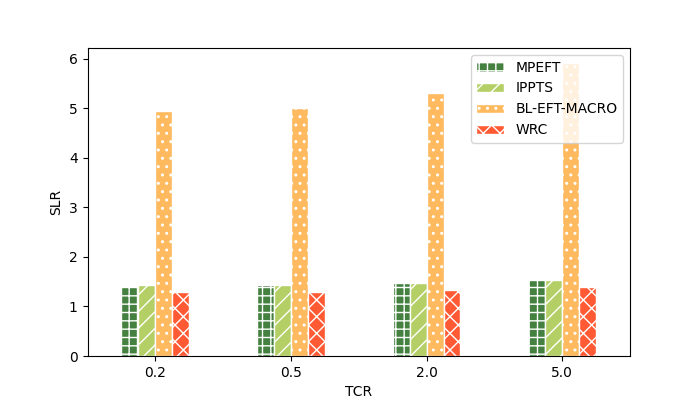 6
5
4
3
2
1
0
SLR
MPEFT
IPPTS
BL-EFT-MACRO
WRC
0.2 0.5 2.0 5.0
TCR